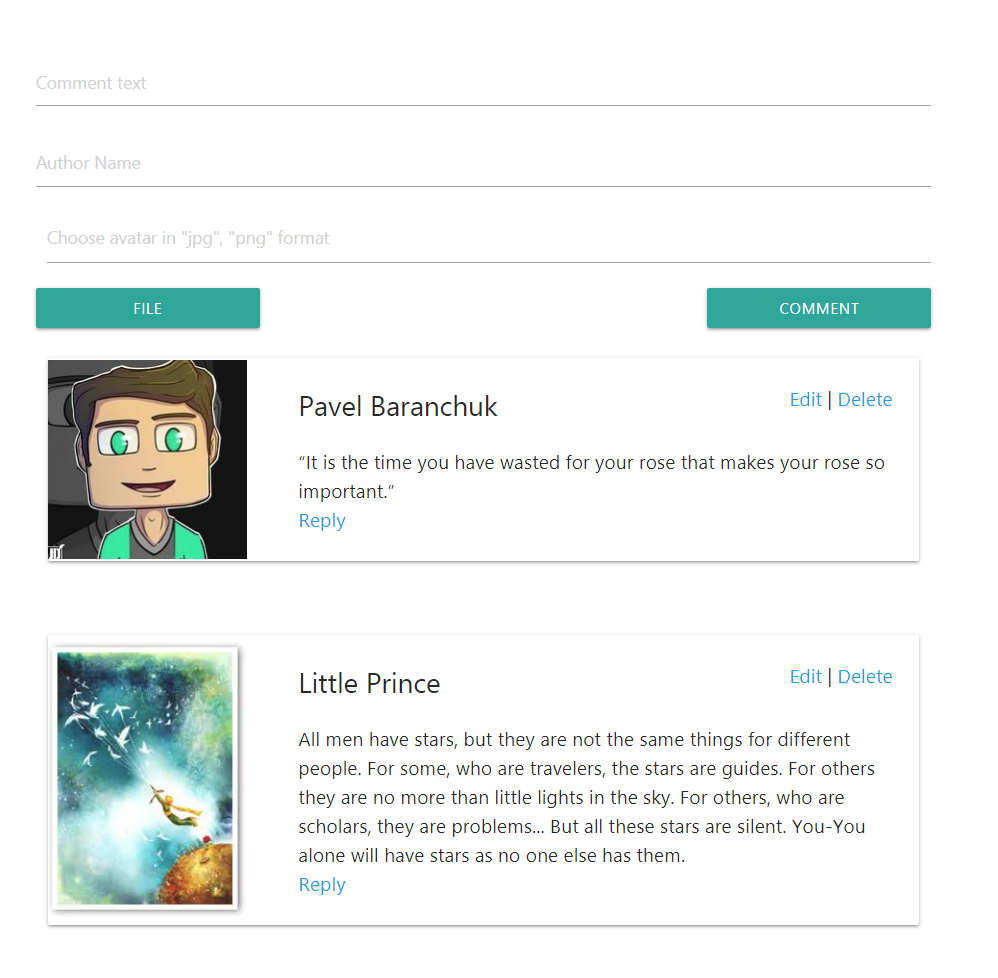 Comment text
Author Name
Choose avatar in "jpg", "png" format
FILE
COMMENT
Pavel Baranchuk
Edit | Delete
“It is the time you have wasted for your rose that makes your rose so
important.”
Reply
Little Prince
Edit | Delete
All men have stars, but they are not the same things for different
people. For some, who are travelers, the stars are guides. For others
they are no more than little lights in the sky. For others, who are
scholars, they are problems... But all these stars are silent. You-You
alone will have stars as no one else has them.
Reply